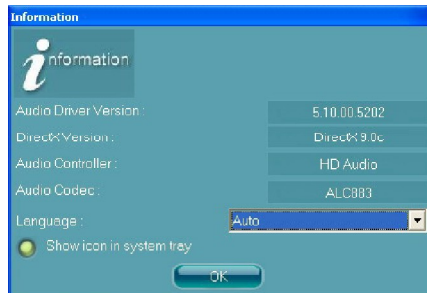 Information
information
Audio Driver Version : 5.10.00.5202
DirectX Version : DirectX 9.0c
Audio Controller : HD Audio
Audio Codec : ALC883
Language : Auto
Show icon in system tray
OK